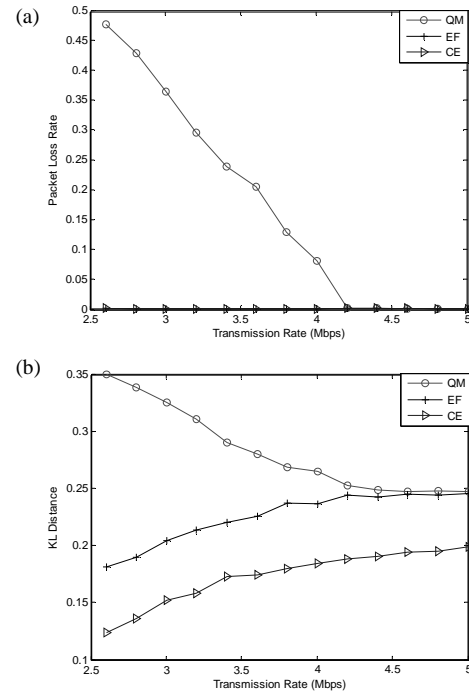 (a)
0.5
0.45
0.4
0.35
0.3
0.25
0.2
0.15
0.1
0.05
0
Packet Loss Rate
QM
EF
CE
2.5 3 3.5 4 4.5 5
Transmission Rate (Mbps)
(b)
0.35
0.3
0.25
0.2
0.15
0.1
KL Distance
QM
EF
CE
2.5 3 3.5 4 4.5 5
Transmission Rate (Mbps)